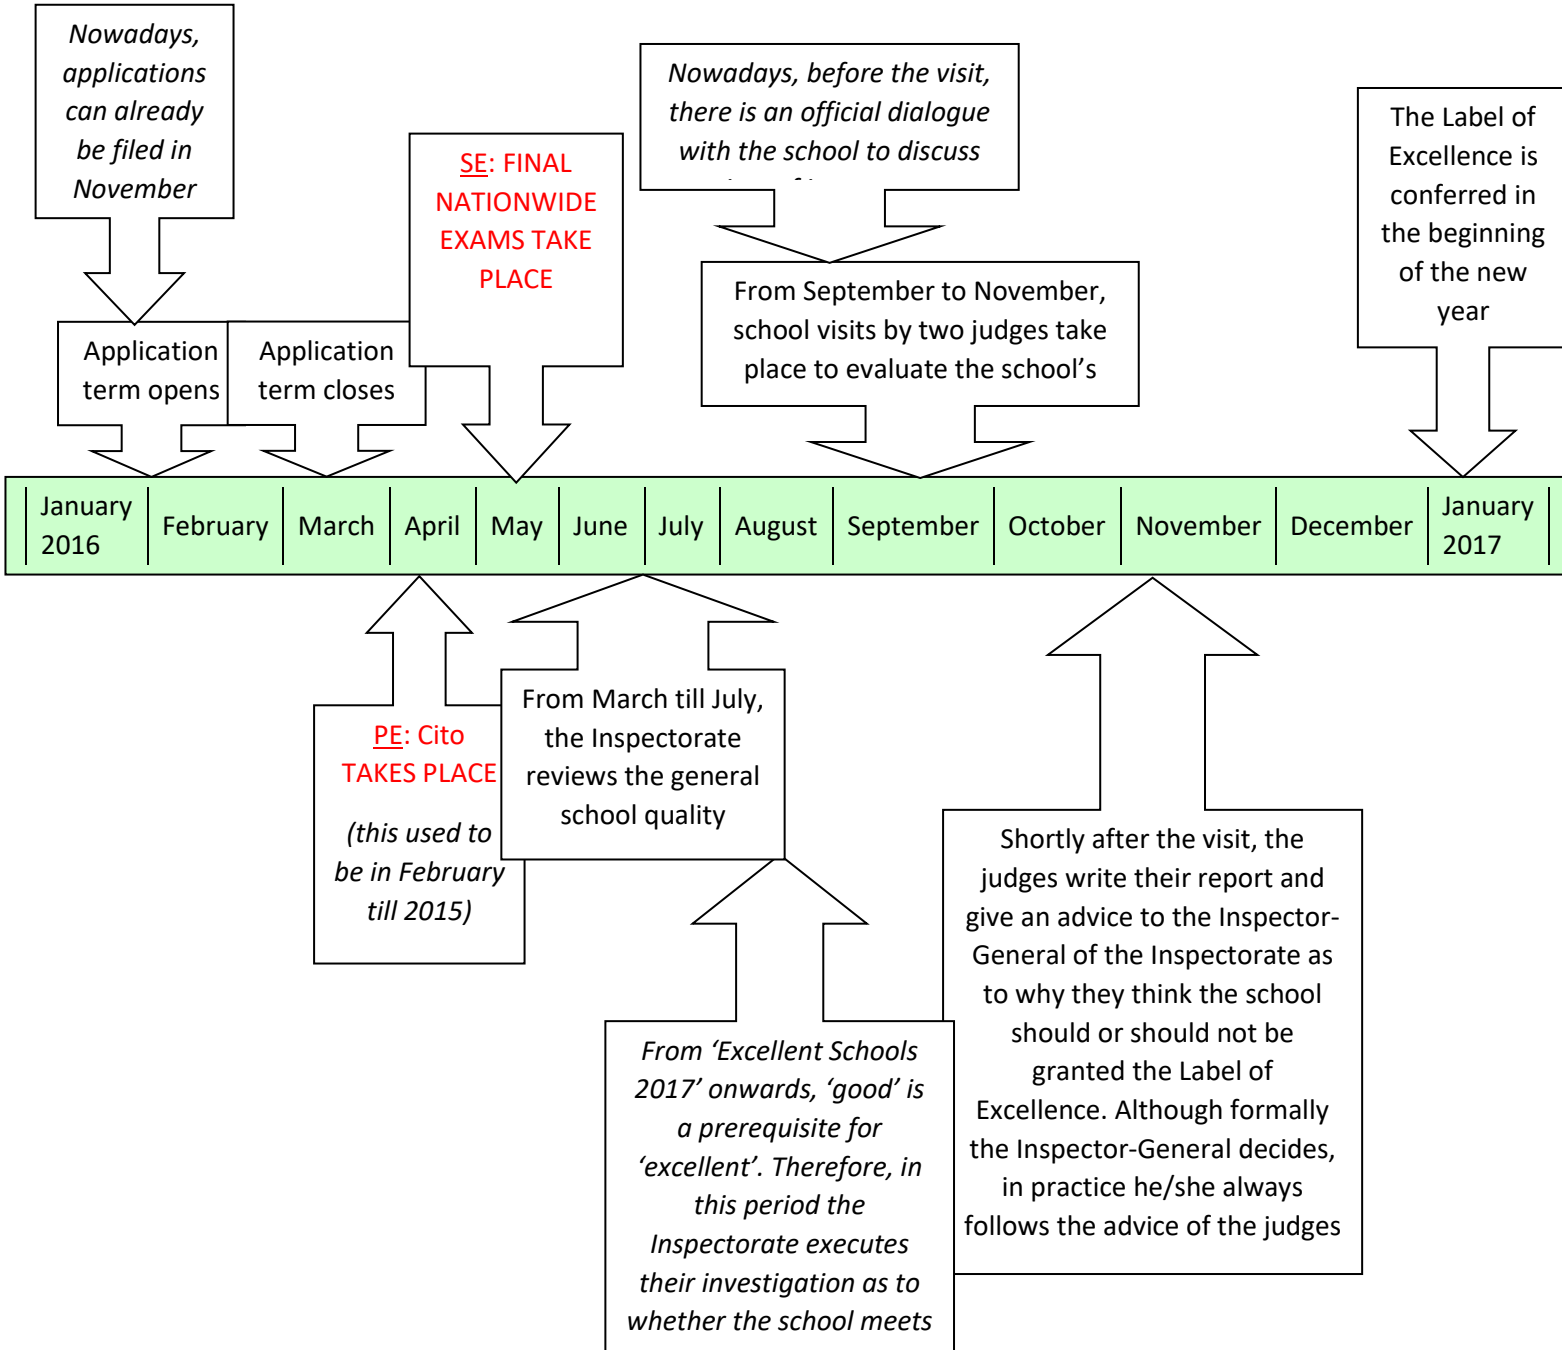 Nowadays,
applications
can already
be filed in
November
Nowadays, before the visit,
there is an official dialogue
with the school to discuss
The Label of
Excellence is
conferred in
the beginning
of the new
year
SE: FINAL
NATIONWIDE
EXAMS TAKE
PLACE
From September to November,
school visits by two judges take
place to evaluate the school’s
Application
term opens
Application
term closes
January
2016
February
March
April
May
June
July
August
September
October
November
December
January
2017
PE: Cito
TAKES PLACE
(this used to
be in February
till 2015)
From March till July,
the Inspectorate
reviews the general
school quality
From ‘Excellent Schools
2017’ onwards, ‘good’ is
a prerequisite for
‘excellent’. Therefore, in
this period the
Inspectorate executes
their investigation as to
whether the school meets
Shortly after the visit, the
judges write their report and
give an advice to the Inspector-
General of the Inspectorate as
to why they think the school
should or should not be
granted the Label of
Excellence. Although formally
the Inspector-General decides,
in practice he/she always
follows the advice of the judges